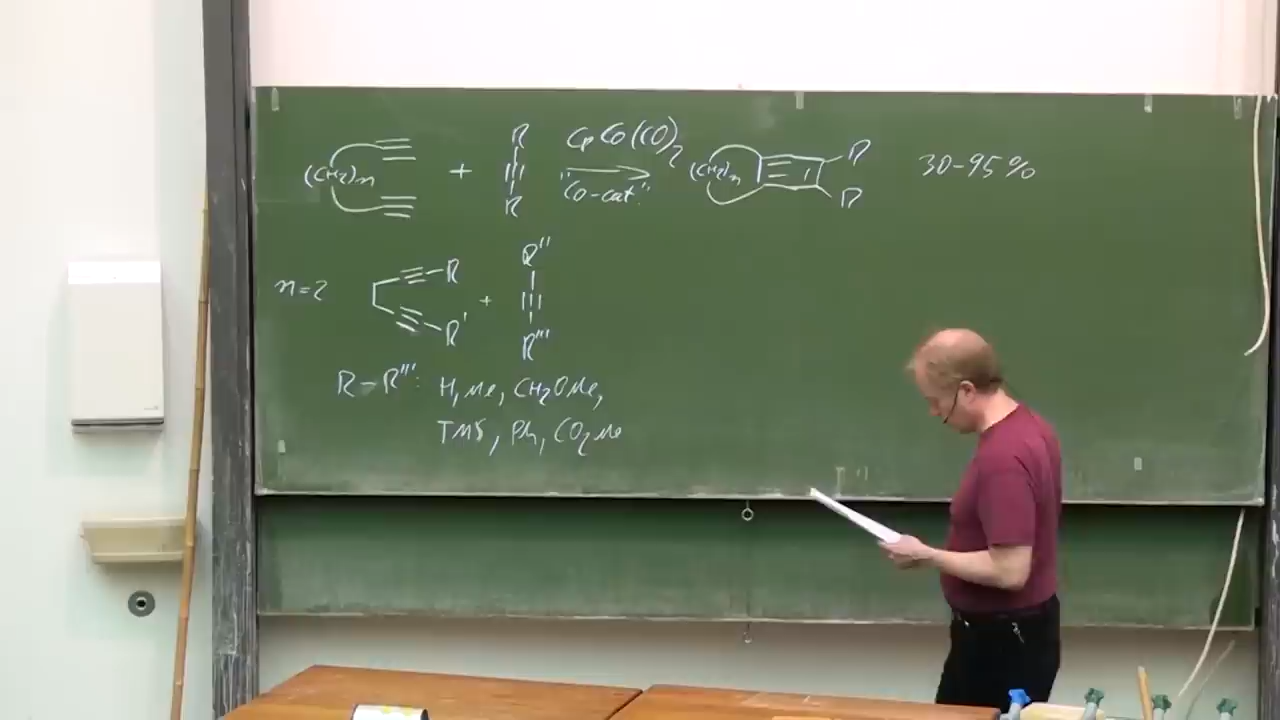 (CH2)n + R R CpCo(CO)2 "Co-cat." (CH2)n R R 30-95%
n=2 R R' + R'' R'''
R-R''': H, Me, CH2OMe,
TMS, Ph, CO2Me